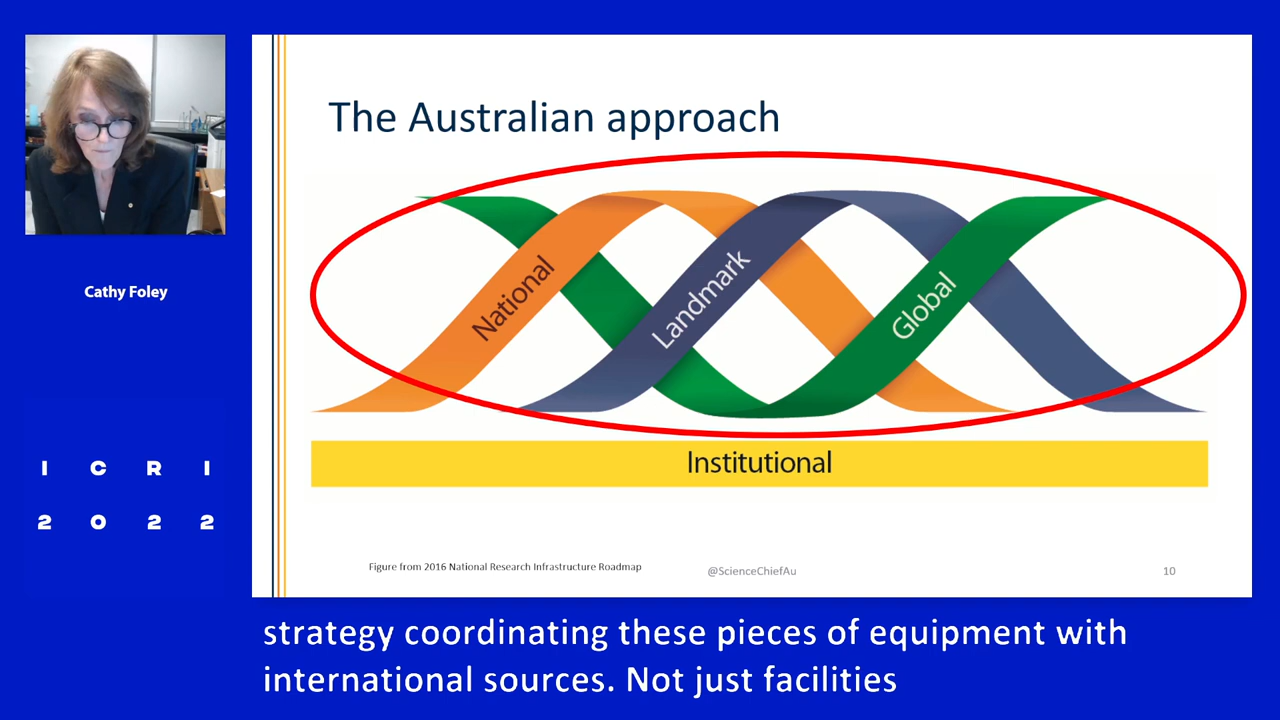 The Australian approach
National
Landmark
Global
Institutional
Figure from 2016 National Research Infrastructure Roadmap
@ScienceChiefAu
10
Cathy Foley
I C R I
2 0 2 2
strategy coordinating these pieces of equipment with
international sources. Not just facilities